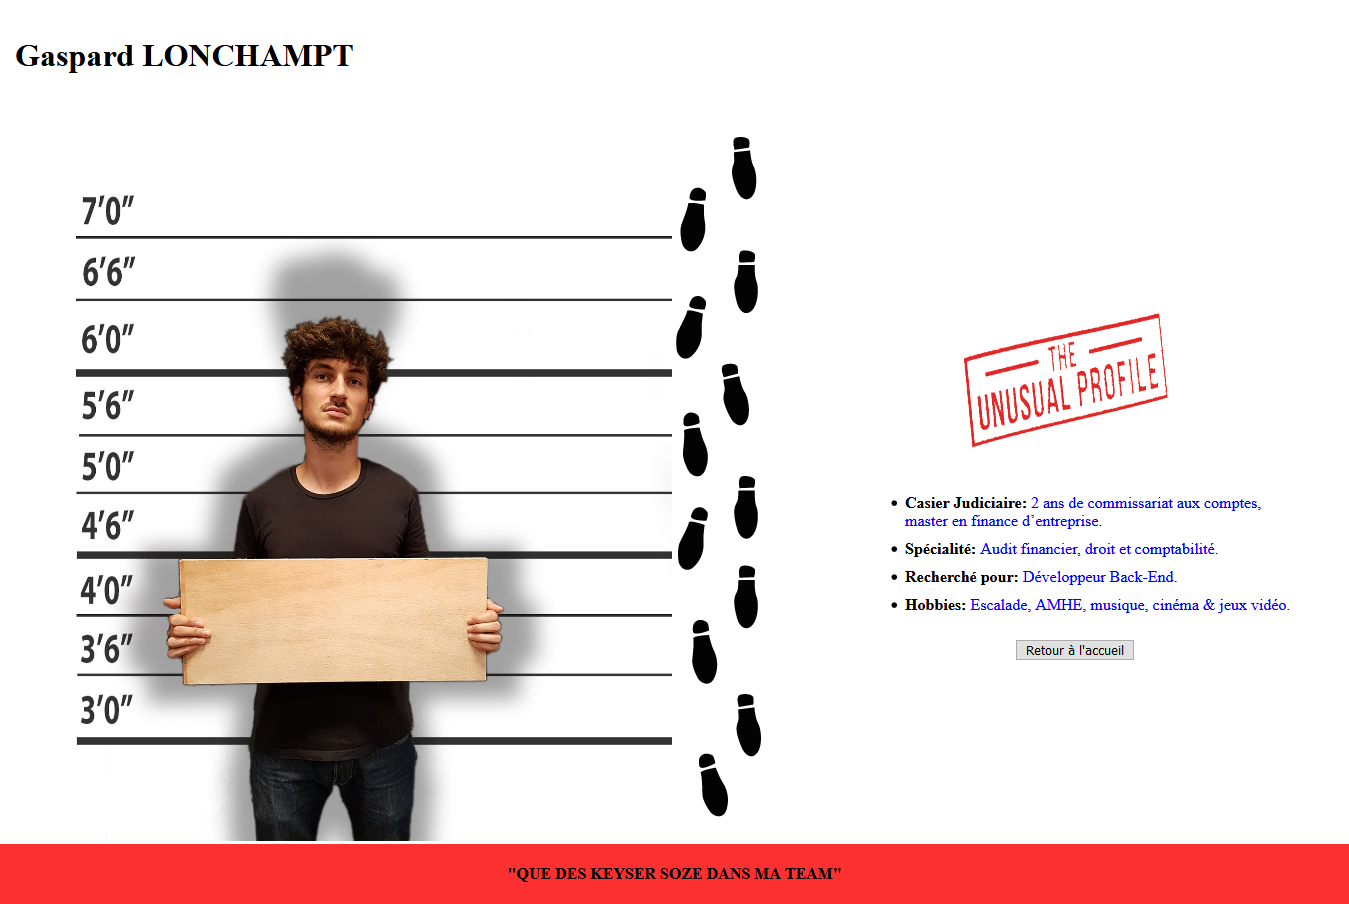 Gaspard LONCHAMPT
7'0"
6'6"
6'0"
5'6"
5'0"
4'6"
4'0"
3'6"
3'0"
THE
UNUSUAL PROFILE
Casier Judiciaire: 2 ans de commissariat aux comptes,
master en finance d’entreprise.
Spécialité: Audit financier, droit et comptabilité.
Recherché pour: Développeur Back-End.
Hobbies: Escalade, AMHE, musique, cinéma & jeux vidéo.
Retour à l'accueil
"QUE DES KEYSER SOZE DANS MA TEAM"